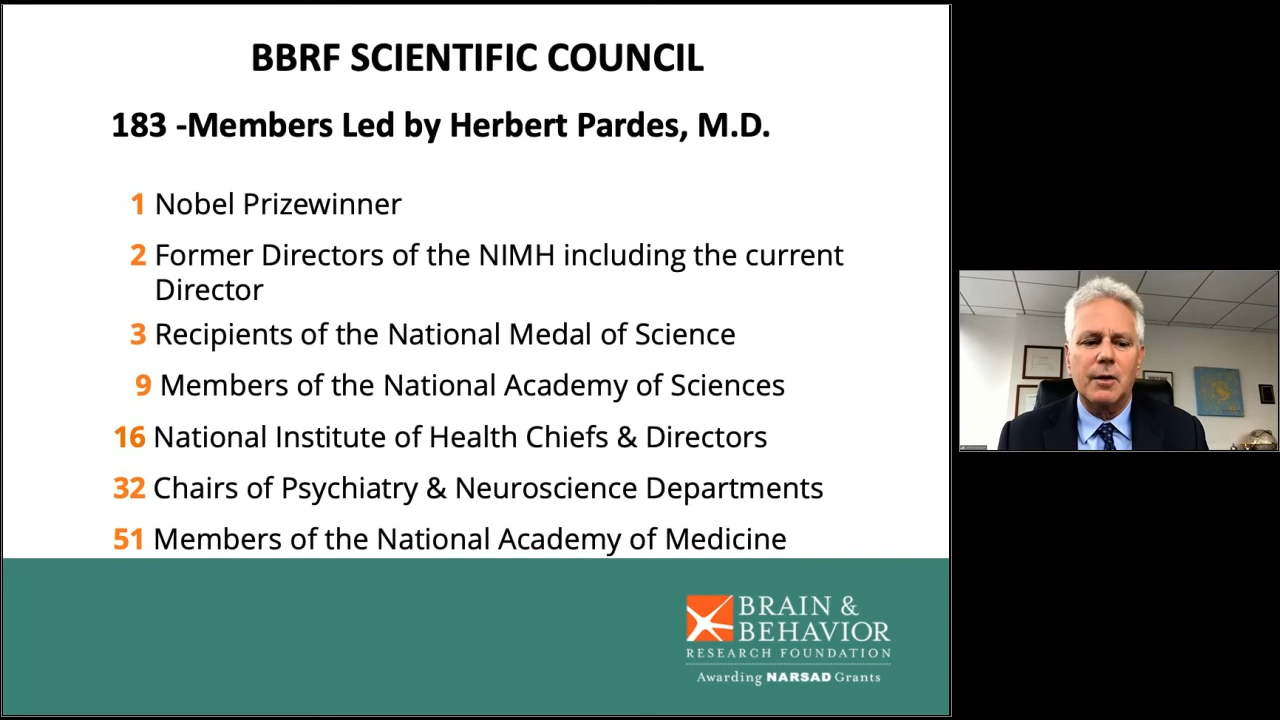 BBRF SCIENTIFIC COUNCIL
183 -Members Led by Herbert Pardes, M.D.
1 Nobel Prizewinner
2 Former Directors of the NIMH including the current
Director
3 Recipients of the National Medal of Science
9 Members of the National Academy of Sciences
16 National Institute of Health Chiefs & Directors
32 Chairs of Psychiatry & Neuroscience Departments
51 Members of the National Academy of Medicine
BRAIN &
BEHAVIOR
RESEARCH FOUNDATION
Awarding NARSAD Grants